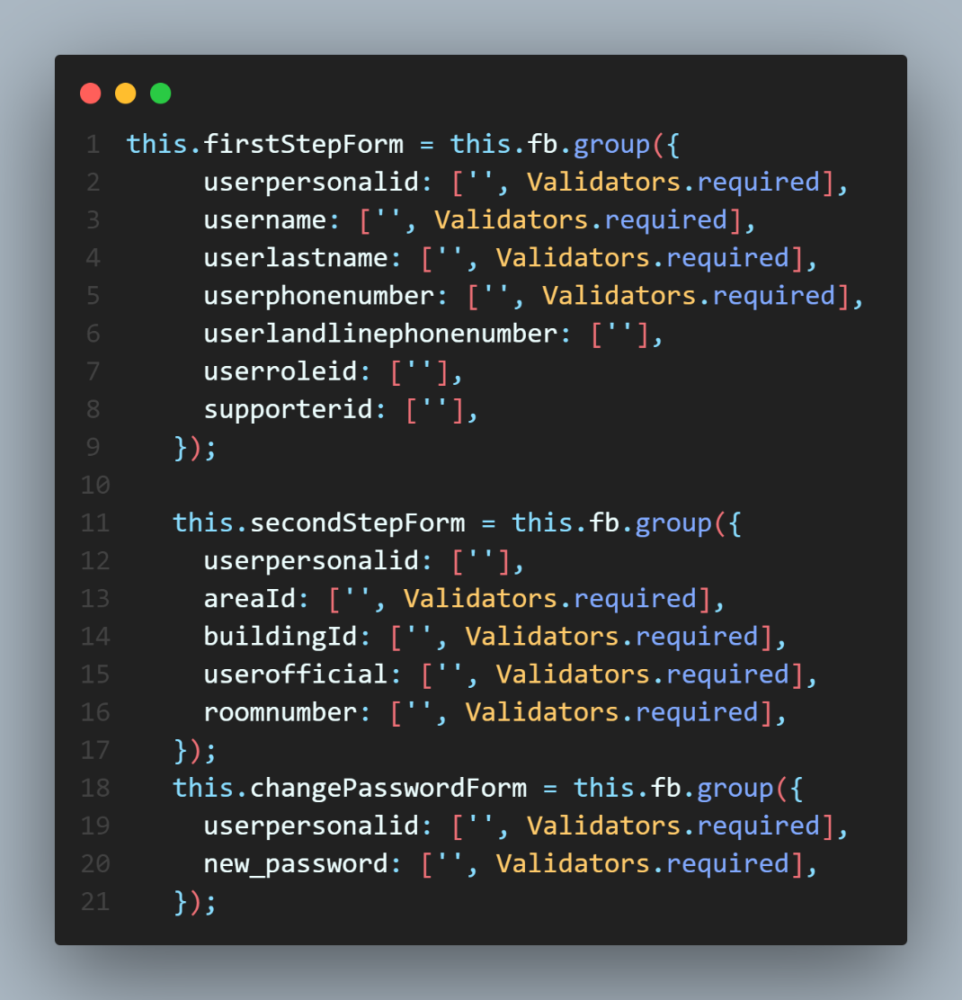 1 this.firstStepForm = this.fb.group({
2 userpersonalid: ['', Validators.required],
3 username: ['', Validators.required],
4 userlastname: ['', Validators.required],
5 userphonenumber: ['', Validators.required],
6 userlandlinephonenumber: [''],
7 userroleid: [''],
8 supporterid: [''],
9 });
10
11 this.secondStepForm = this.fb.group({
12 userpersonalid: [''],
13 areaId: ['', Validators.required],
14 buildingId: ['', Validators.required],
15 userofficial: ['', Validators.required],
16 roomnumber: ['', Validators.required],
17 });
18 this.changePasswordForm = this.fb.group({
19 userpersonalid: ['', Validators.required],
20 new_password: ['', Validators.required],
21 });